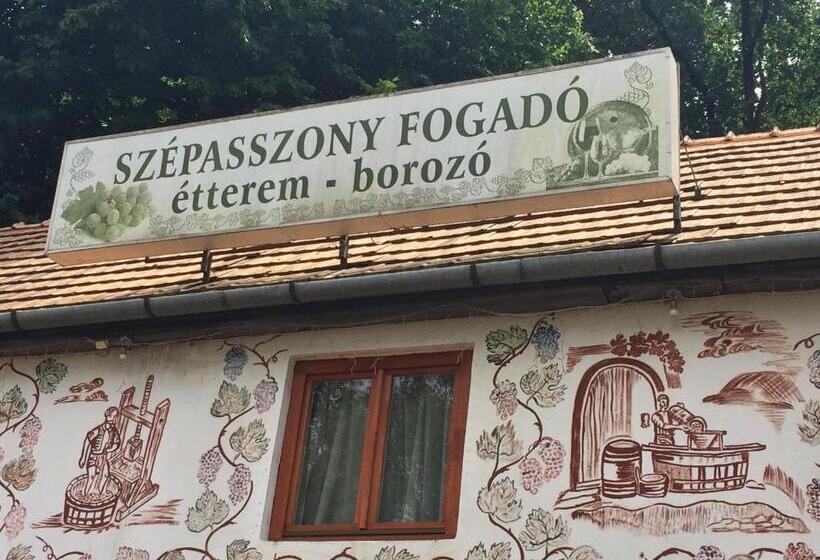 SZÉPASSZONY FOGADÓ
étterem - borozó